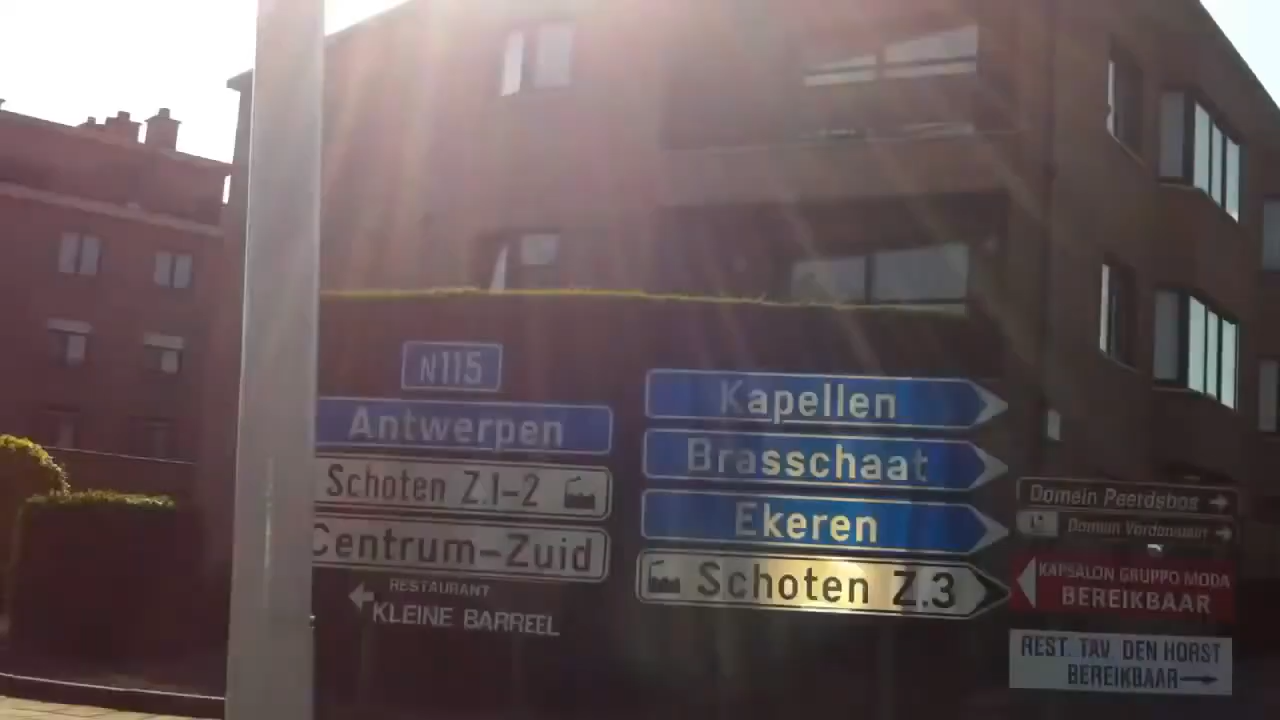 N115
Antwerpen
Schoten Z.1-2
Centrum-Zuid
RESTAURANT
KLEINE BARREEL
Kapellen
Brasschaat
Ekeren
Schoten Z.3
Domein Peerdsbos
Domein Vordenstein
KAPSALON GRUPPO MODA
BEREIKBAAR
REST. TAV. DEN HORST
BEREIKBAAR